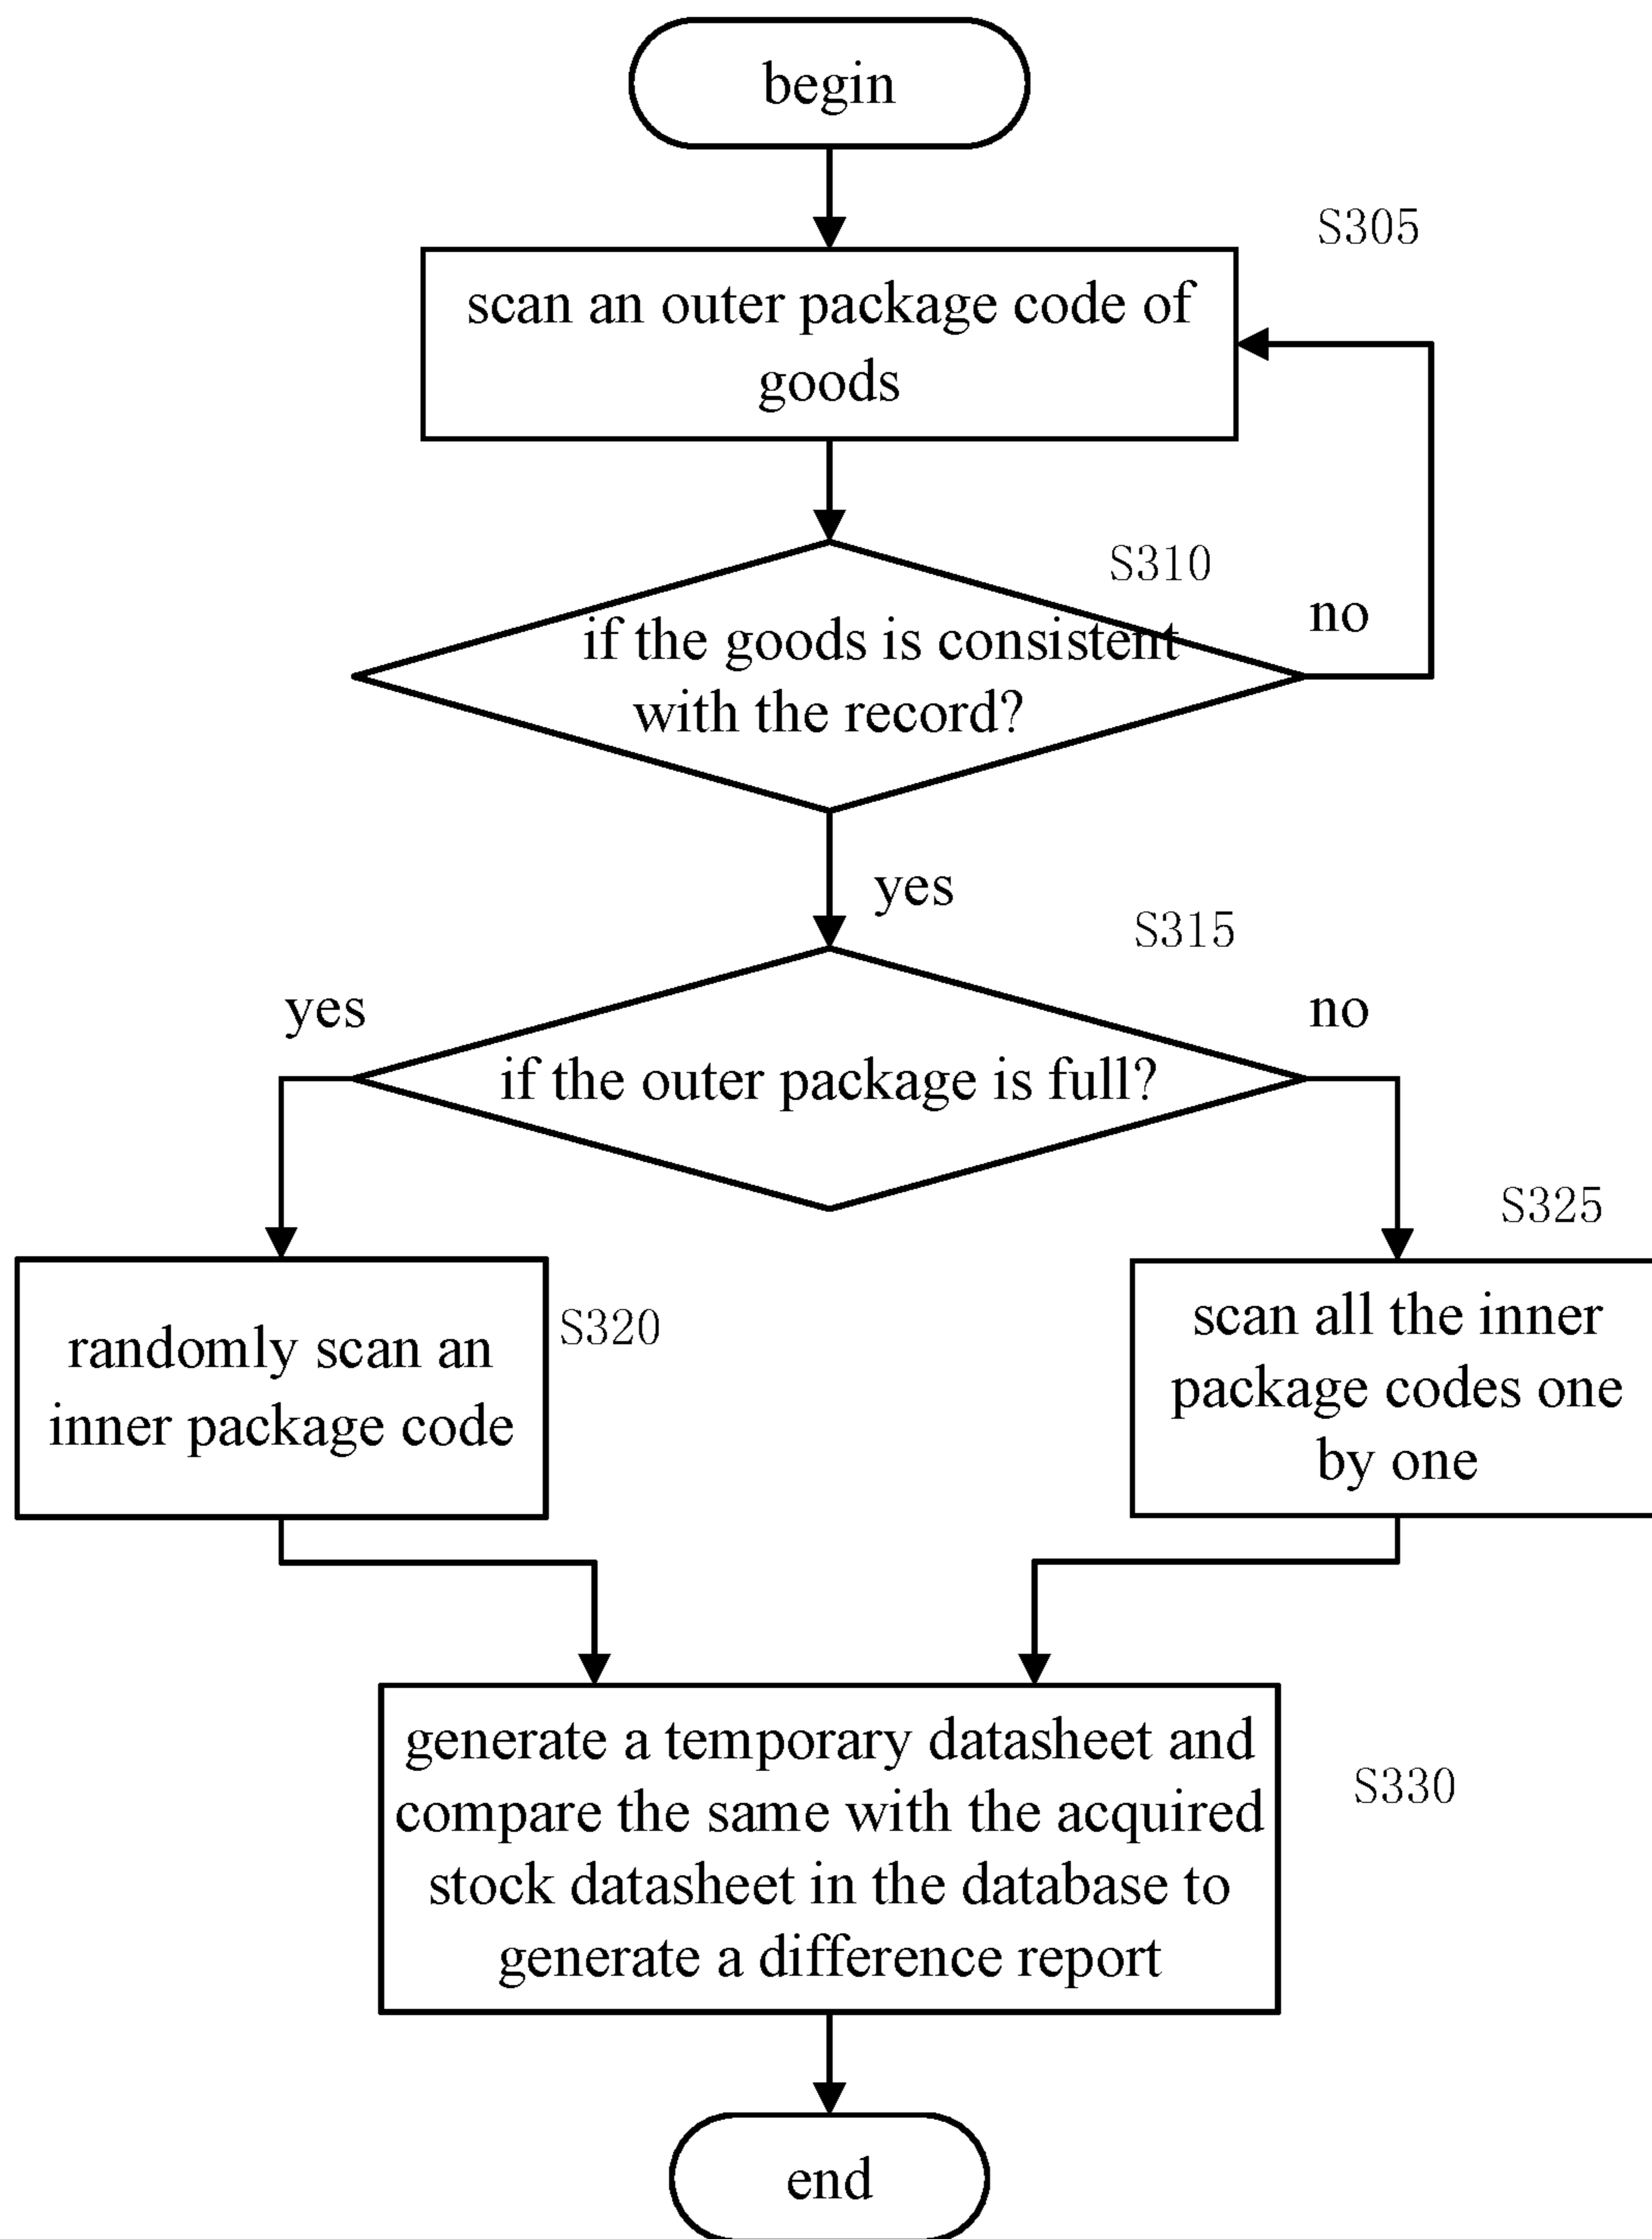 begin
S305
scan an outer package code of
goods
S310
if the goods is consistent
no
with the record?
yes
S315
yes
no
if the outer package is full?
S325
S320
randomly scan an
inner package code
scan all the inner
package codes one
by one
generate a temporary datasheet and
compare the same with the acquired
stock datasheet in the database to
generate a difference report
S330
end